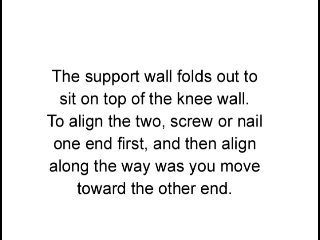 The support wall folds out to
sit on top of the knee wall.
To align the two, screw or nail
one end first, and then align
along the way was you move
toward the other end.